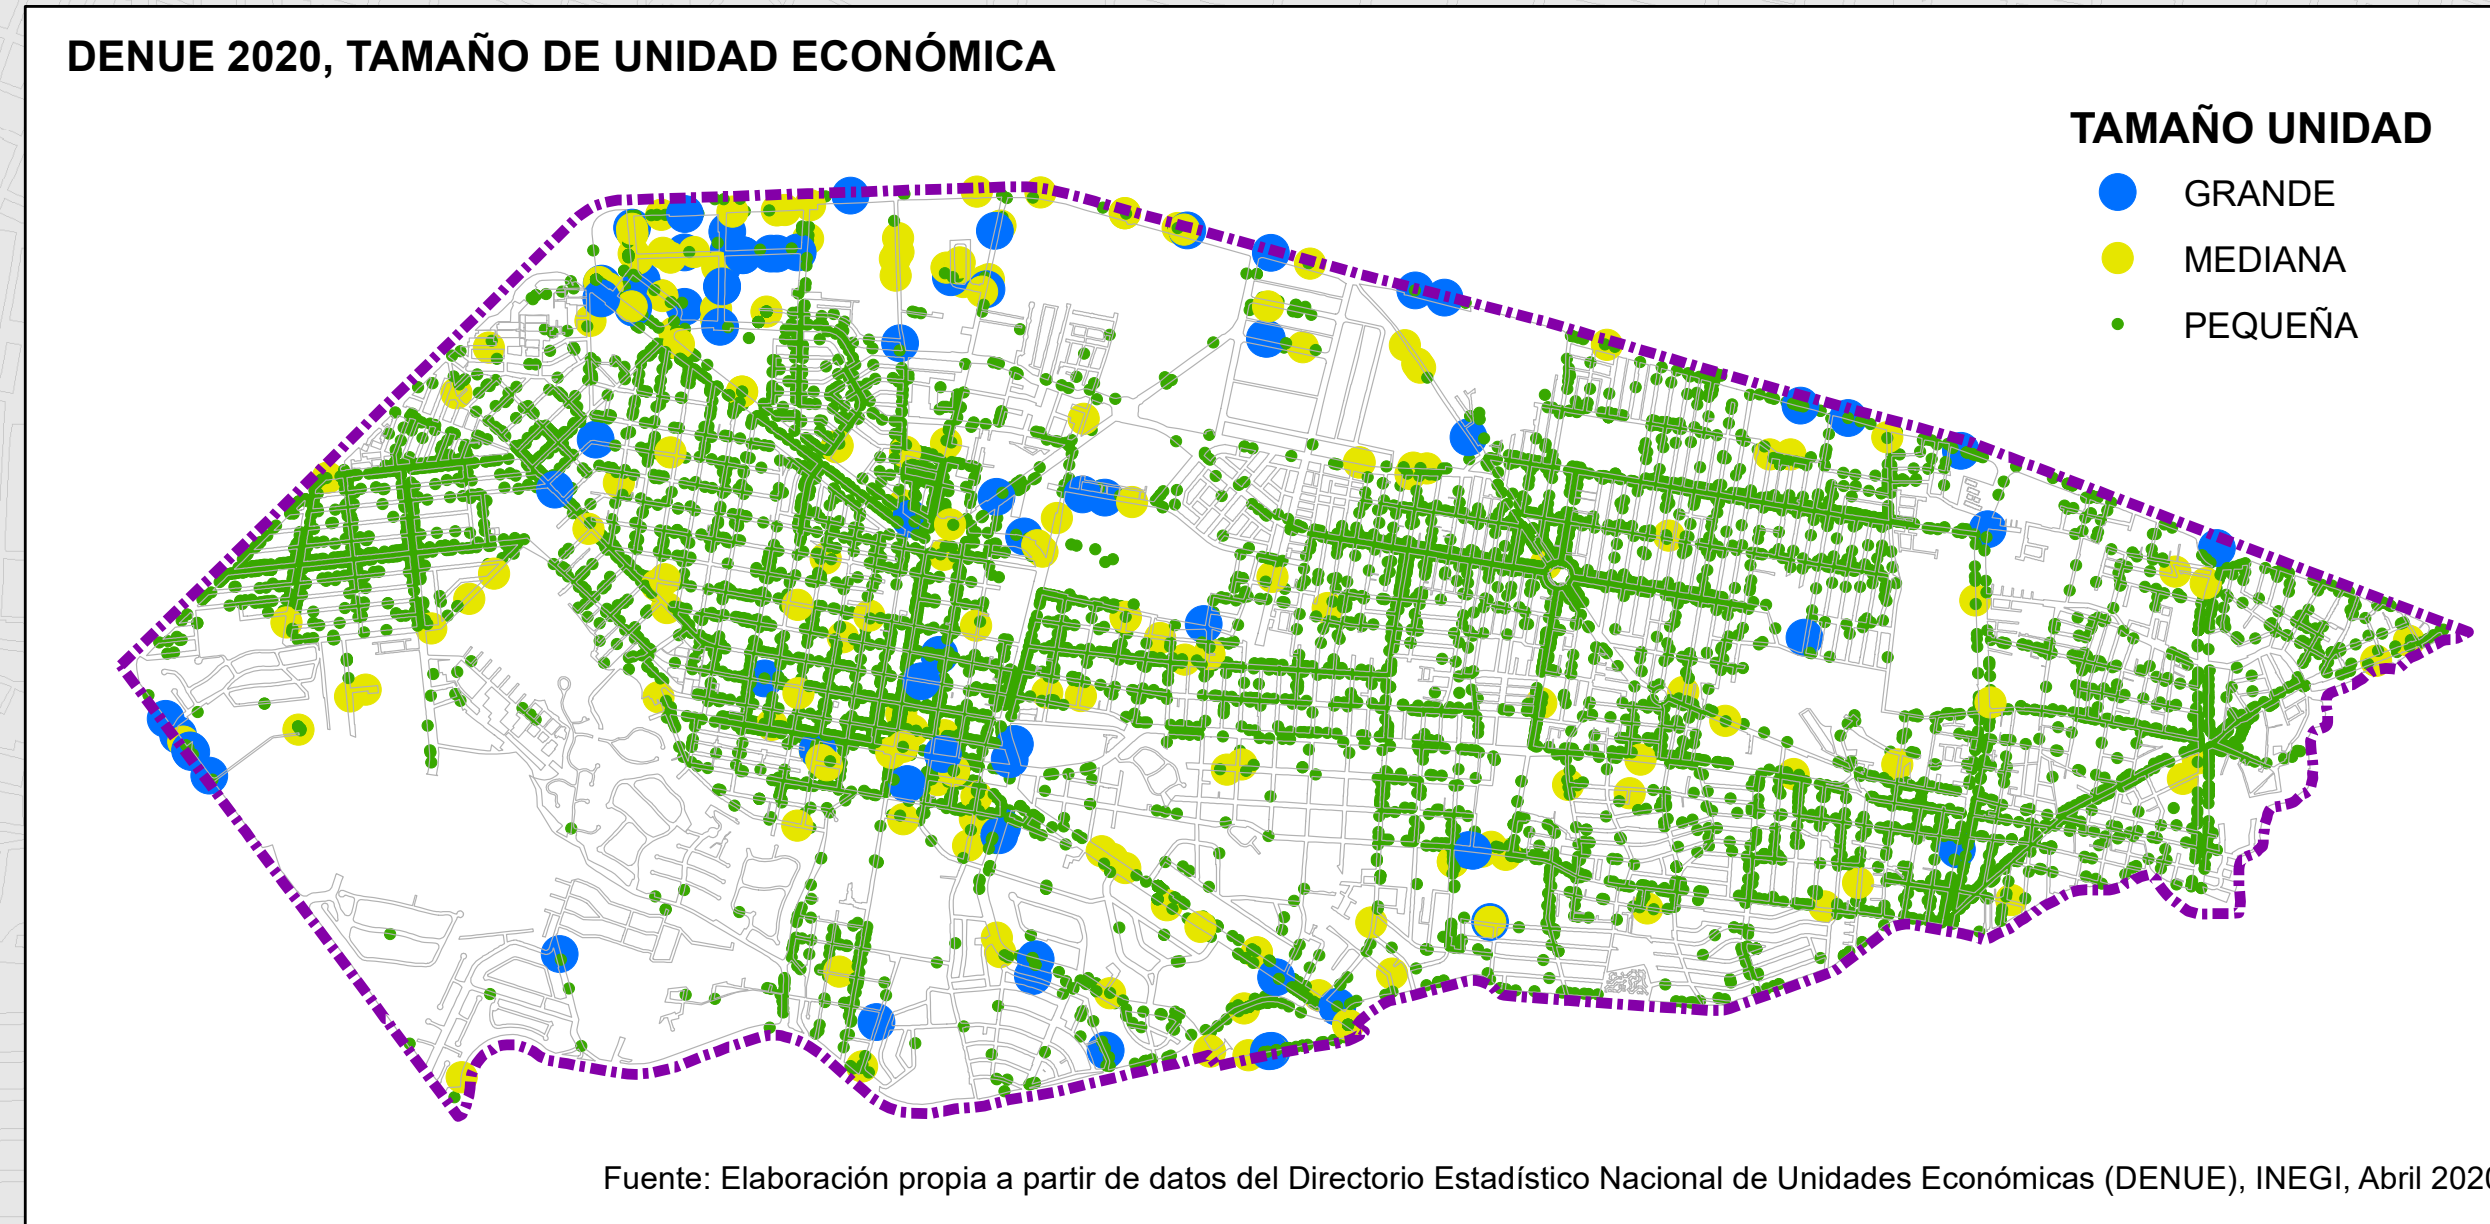 DENUE 2020, TAMAÑO DE UNIDAD ECONÓMICA
TAMAÑO UNIDAD
GRANDE
MEDIANA
PEQUEÑA
Fuente: Elaboración propia a partir de datos del Directorio Estadístico Nacional de Unidades Económicas (DENUE), INEGI, Abril 2020